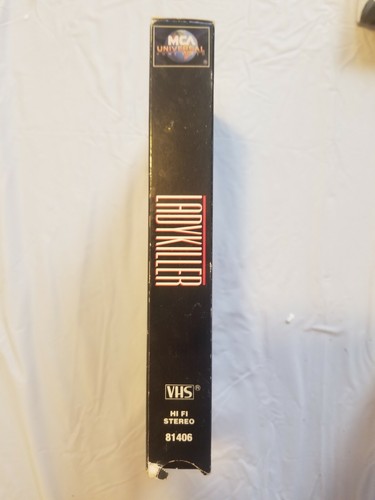 MCA
UNIVERSAL
LADYKILLER
VHS®
HI FI
STEREO
81406